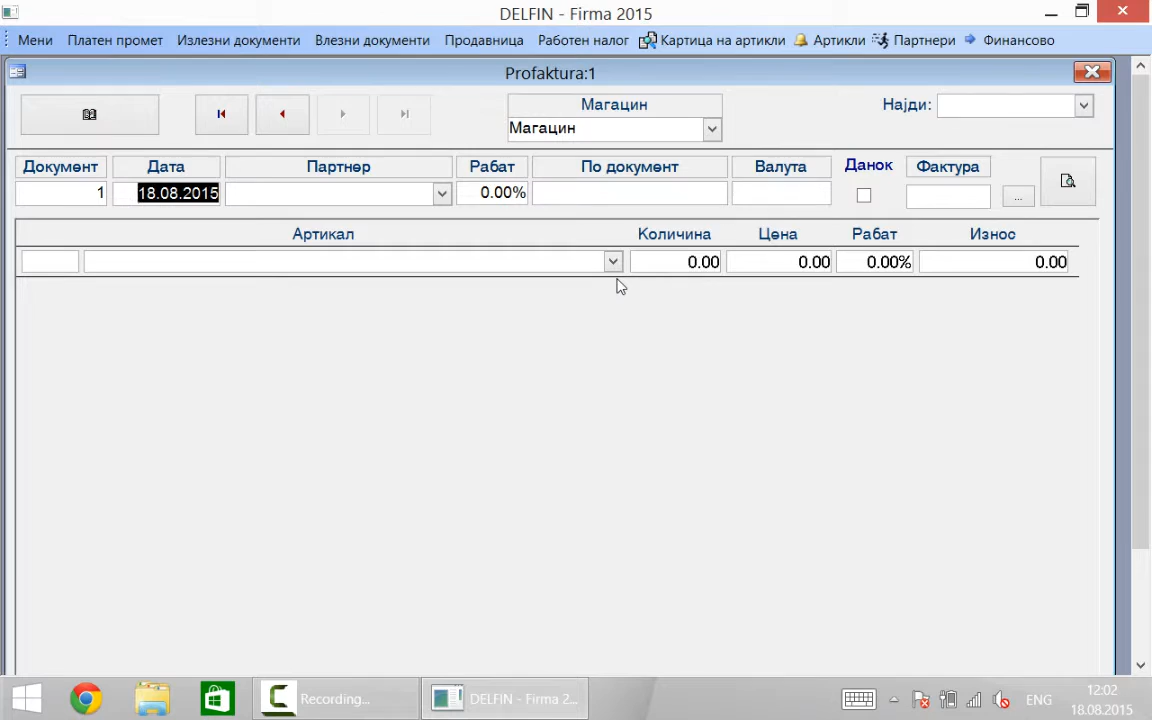 DELFIN - Firma 2015
Мени Платен промет Излезни документи Влезни документи Продавница Работен налог Картица на артикли Артикли Партнери Финансово
Profaktura:1
Магацин
Магацин
Најди:
Документ Дата Партнер Рабат По документ Валута Данок Фактура
1 18.08.2015 0.00% ...
Артикал Количина Цена Рабат Износ
0.00 0.00 0.00% 0.00
Recording...
DELFIN - Firma 2...
ENG
12:02
18.08.2015